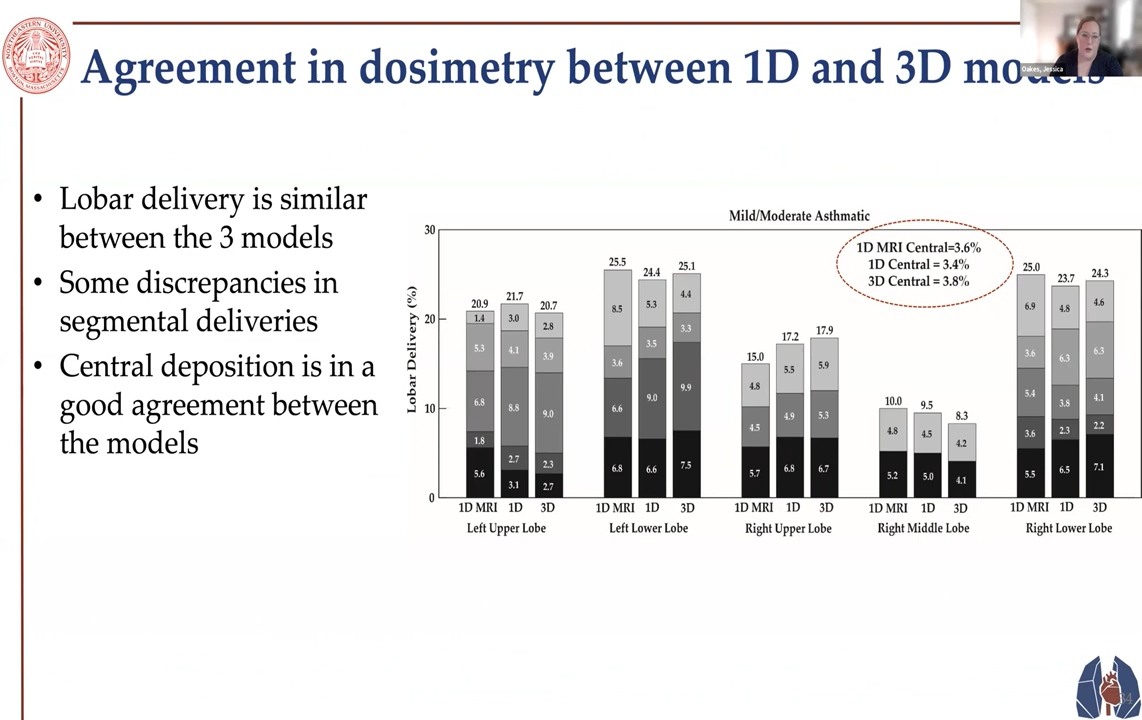 Agreement in dosimetry between 1D and 3D models
Oakes, Jessica
• Lobar delivery is similar
between the 3 models
• Some discrepancies in
segmental deliveries
• Central deposition is in a
good agreement between
the models
Mild/Moderate Asthmatic
1D MRI Central=3.6%
1D Central = 3.4%
3D Central = 3.8%
Lobar Delivery (%)
30
20
10
0
20.9 21.7 20.7
1.4 3.0 2.8
5.3 4.1 3.9
6.8 8.8 9.0
1.8 2.7 2.3
5.6 3.1 2.7
1D MRI 1D 3D
Left Upper Lobe
25.5 24.4 25.1
8.5 5.3 4.4
3.6 3.5 3.3
6.6 9.0 9.9
6.8 6.6 7.5
1D MRI 1D 3D
Left Lower Lobe
15.0 17.2 17.9
4.8 5.5 5.9
4.5 4.9 5.3
5.7 6.8 6.7
1D MRI 1D 3D
Right Upper Lobe
10.0 9.5 8.3
4.8 4.5 4.2
5.2 5.0 4.1
1D MRI 1D 3D
Right Middle Lobe
25.0 23.7 24.3
6.9 4.8 4.6
3.6 6.3 6.3
5.4 3.8 4.1
3.6 2.3 2.2
5.5 6.5 7.1
1D MRI 1D 3D
Right Lower Lobe
34